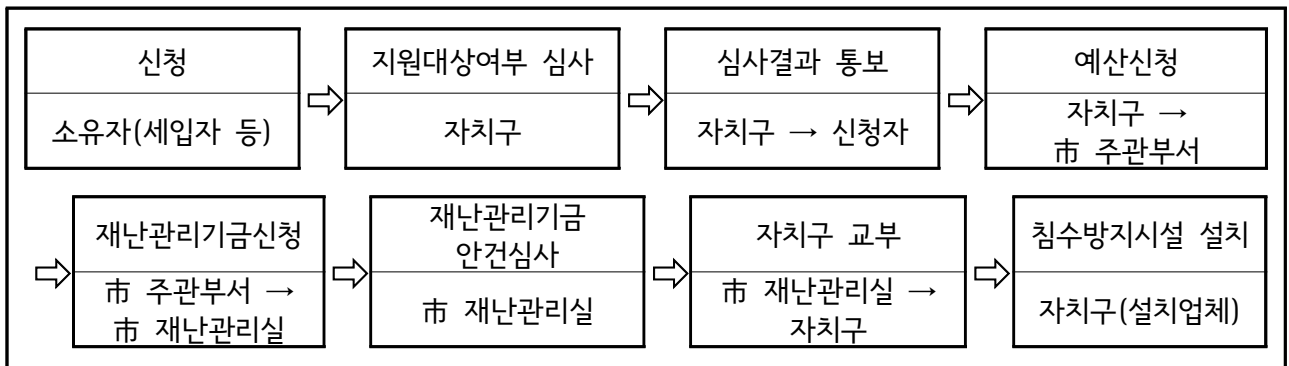 신청
소유자(세입자 등)
지원대상여부 심사
자치구
심사결과 통보
자치구 → 신청자
예산신청
자치구 →
市 주관부서
재난관리기금신청
市 주관부서 →
市 재난관리실
재난관리기금
안건심사
市 재난관리실
자치구 교부
市 재난관리실 →
자치구
침수방지시설 설치
자치구(설치업체)